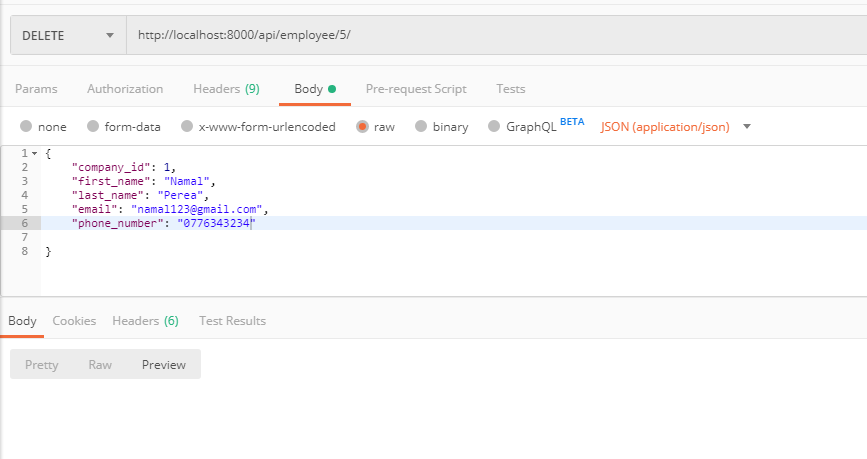 DELETE http://localhost:8000/api/employee/5/
Params Authorization Headers (9) Body Pre-request Script Tests
none form-data x-www-form-urlencoded raw binary GraphQL BETA JSON (application/json)
1 {
2 "company_id": 1,
3 "first_name": "Namal",
4 "last_name": "Perea",
5 "email": "namal123@gmail.com",
6 "phone_number": "0776343234"
7
8 }
Body Cookies Headers (6) Test Results
Pretty Raw Preview